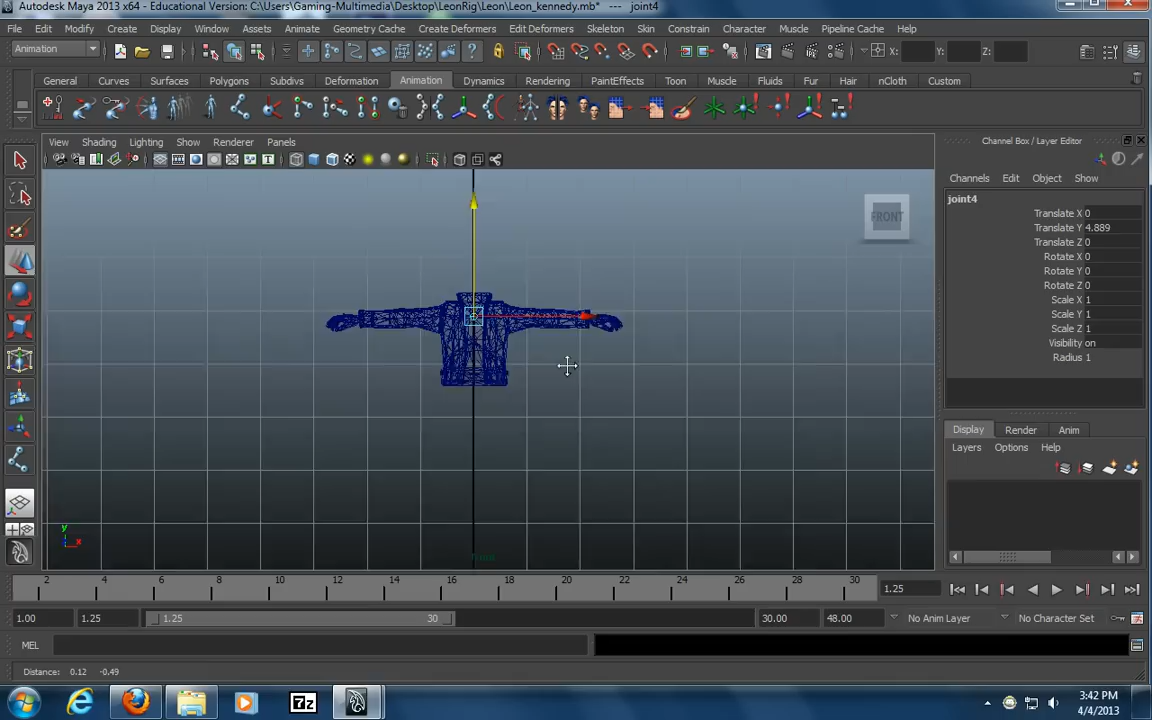 Autodesk Maya 2013 x64 - Educational Version: C:\Users\Gaming-Multimedia\Desktop\LeonRig\Leon\Leon_kennedy.mb*  ---  joint4
File Edit Modify Create Display Window Assets Animate Geometry Cache Create Deformers Edit Deformers Skeleton Skin Constrain Character Muscle Pipeline Cache Help
Animation X: Y: Z:
General Curves Surfaces Polygons Subdivs Deformation Animation Dynamics Rendering PaintEffects Toon Muscle Fluids Fur Hair nCloth Custom
View Shading Lighting Show Renderer Panels
Channel Box / Layer Editor
Channels Edit Object Show
joint4
Translate X 0
Translate Y 4.889
Translate Z 0
Rotate X 0
Rotate Y 0
Rotate Z 0
Scale X 1
Scale Y 1
Scale Z 1
Visibility on
Radius 1
FRONT
Display Render Anim
Layers Options Help
y
x
2 4 6 8 10 12 14 16 18 20 22 24 26 28 30
1.25
1.00 1.25 1.25 30 30.00 48.00 No Anim Layer No Character Set
MEL
Distance: 0.12 -0.49
7z
3:42 PM
4/4/2013